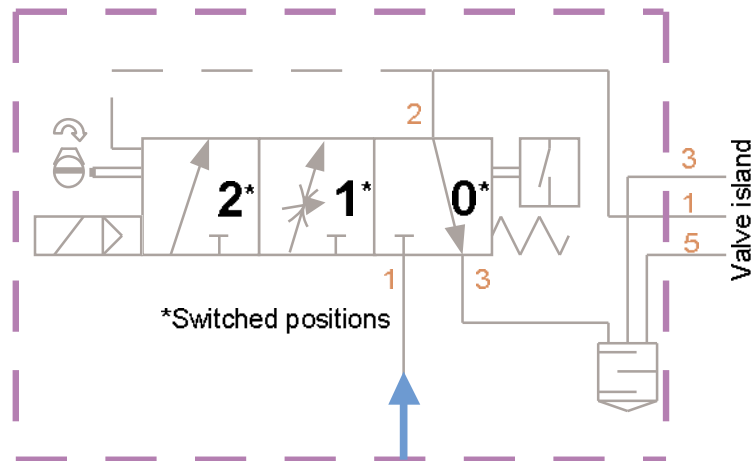 2
3
2* 1* 0*
1
5
Valve island
1 3
*Switched positions